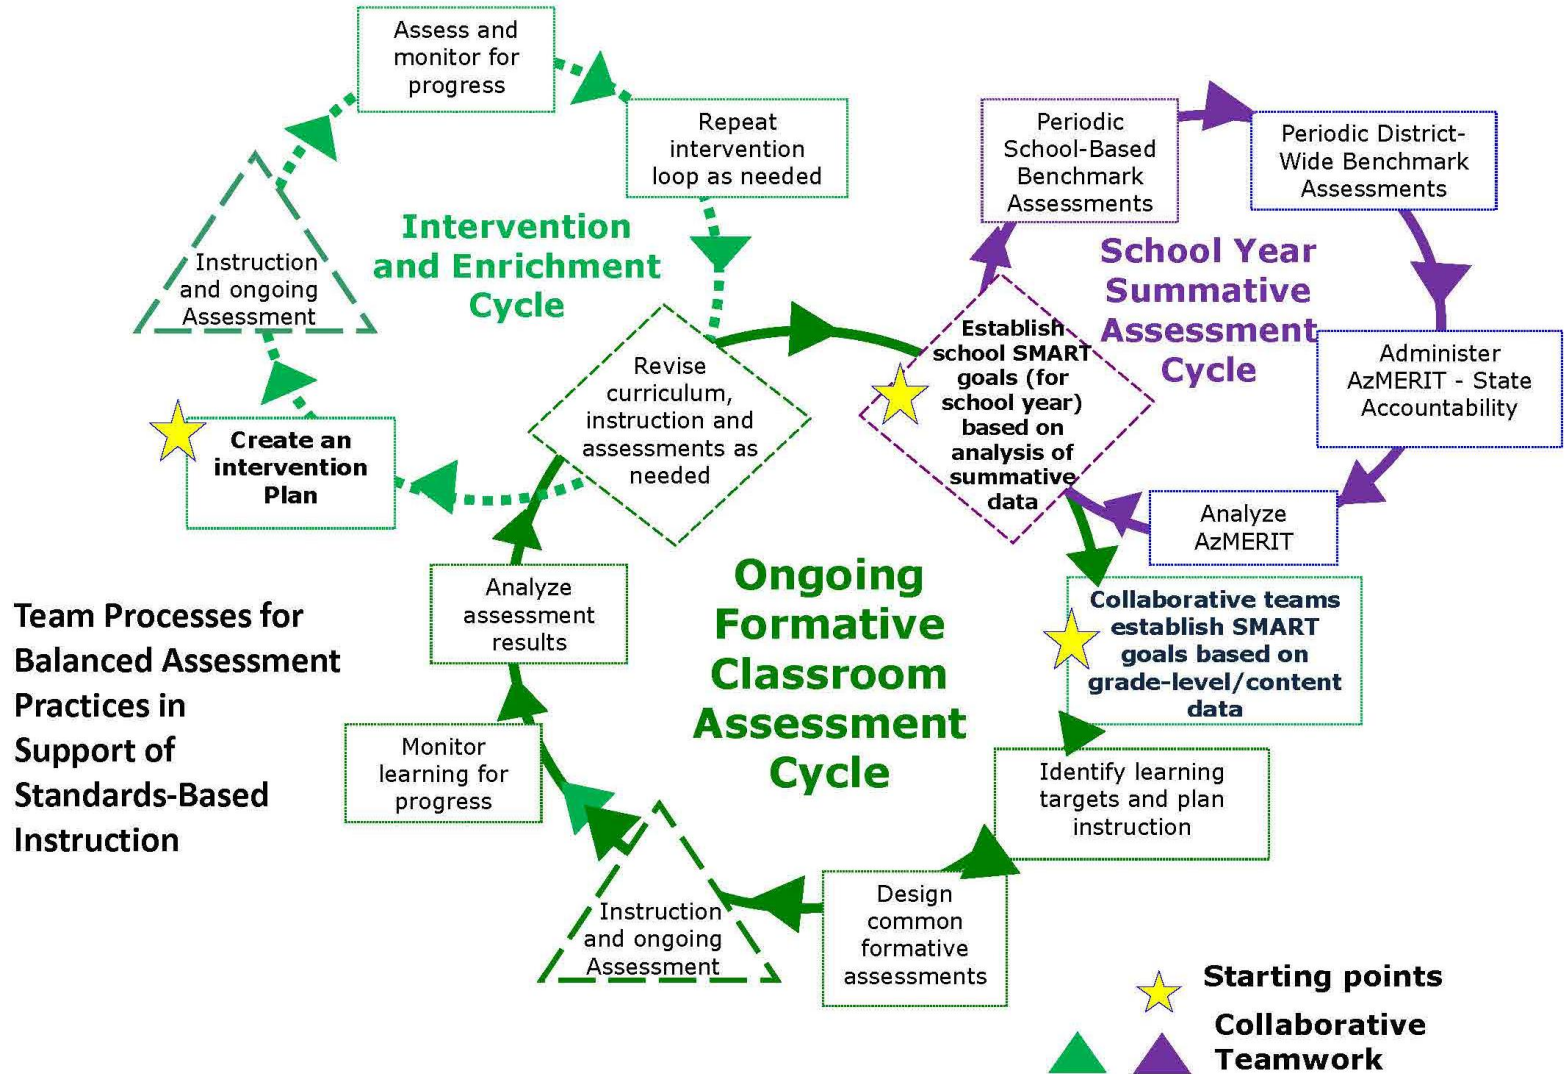 Assess and
monitor for
progress
Repeat
intervention
loop as needed
Intervention
and Enrichment
Cycle
Instruction
and ongoing
Assessment
Create an
intervention
Plan
Revise
curriculum,
instruction and
assessments as
needed
Periodic
School-Based
Benchmark
Assessments
Periodic District-
Wide Benchmark
Assessments
School Year
Summative
Assessment
Cycle
Administer
AzMERIT - State
Accountability
Analyze
AzMERIT
Establish
school SMART
goals (for
school year)
based on
analysis of
summative
data
Collaborative teams
establish SMART
goals based on
grade-level/content
data
Identify learning
targets and plan
instruction
Design
common
formative
assessments
Instruction
and ongoing
Assessment
Monitor
learning for
progress
Analyze
assessment
results
Ongoing
Formative
Classroom
Assessment
Cycle
Team Processes for
Balanced Assessment
Practices in
Support of
Standards-Based
Instruction
Starting points
Collaborative
Teamwork